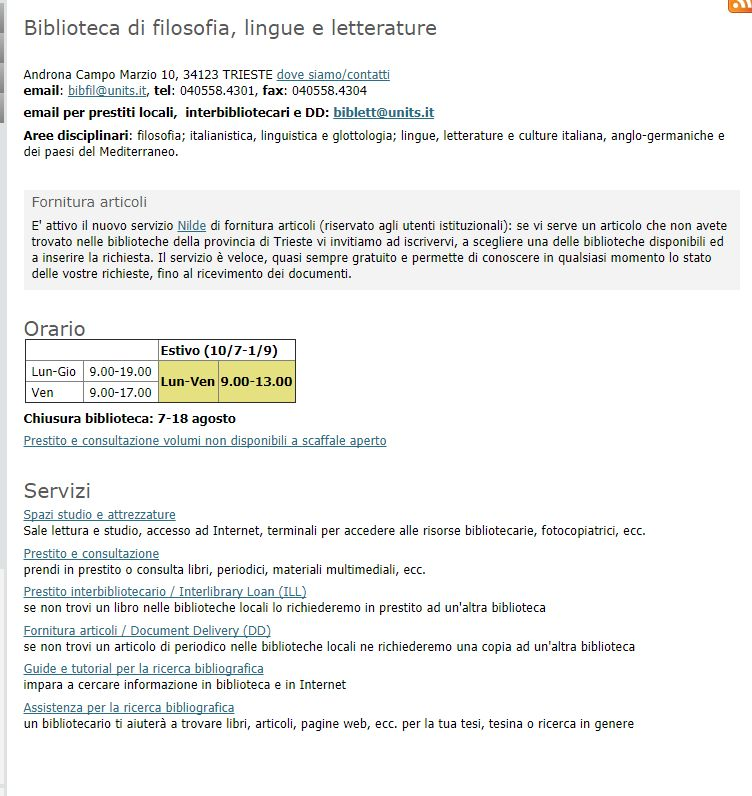 Biblioteca di filosofia, lingue e letterature
Androna Campo Marzio 10, 34123 TRIESTE dove siamo/contatti
email: bibfil@units.it, tel: 040558.4301, fax: 040558.4304
email per prestiti locali, interbibliotecari e DD: biblett@units.it
Aree disciplinari: filosofia; italianistica, linguistica e glottologia; lingue, letterature e culture italiana, anglo-germaniche e
dei paesi del Mediterraneo.
Fornitura articoli
E' attivo il nuovo servizio Nilde di fornitura articoli (riservato agli utenti istituzionali): se vi serve un articolo che non avete
trovato nelle biblioteche della provincia di Trieste vi invitiamo ad iscrivervi, a scegliere una delle biblioteche disponibili ed
a inserire la richiesta. Il servizio è veloce, quasi sempre gratuito e permette di conoscere in qualsiasi momento lo stato
delle vostre richieste, fino al ricevimento dei documenti.
Orario
Estivo (10/7-1/9)
Lun-Gio 9.00-19.00
Lun-Ven 9.00-13.00
Ven 9.00-17.00
Chiusura biblioteca: 7-18 agosto
Prestito e consultazione volumi non disponibili a scaffale aperto
Servizi
Spazi studio e attrezzature
Sale lettura e studio, accesso ad Internet, terminali per accedere alle risorse bibliotecarie, fotocopiatrici, ecc.
Prestito e consultazione
prendi in prestito o consulta libri, periodici, materiali multimediali, ecc.
Prestito interbibliotecario / Interlibrary Loan (ILL)
se non trovi un libro nelle biblioteche locali lo richiederemo in prestito ad un'altra biblioteca
Fornitura articoli / Document Delivery (DD)
se non trovi un articolo di periodico nelle biblioteche locali ne richiederemo una copia ad un'altra biblioteca
Guide e tutorial per la ricerca bibliografica
impara a cercare informazione in biblioteca e in Internet
Assistenza per la ricerca bibliografica
un bibliotecario ti aiuterà a trovare libri, articoli, pagine web, ecc. per la tua tesi, tesina o ricerca in genere